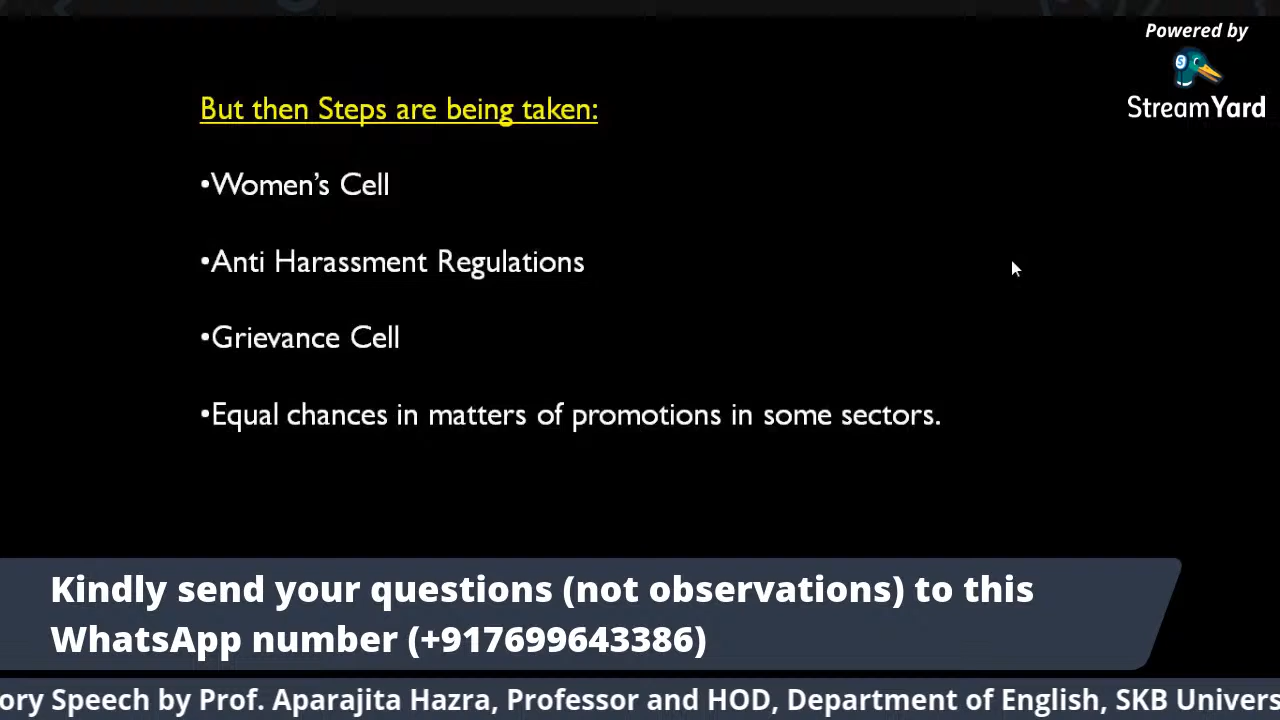 Powered by
StreamYard
But then Steps are being taken:
•Women’s Cell
•Anti Harassment Regulations
•Grievance Cell
•Equal chances in matters of promotions in some sectors.
Kindly send your questions (not observations) to this
WhatsApp number (+917699643386)
ory Speech by Prof. Aparajita Hazra, Professor and HOD, Department of English, SKB Univers